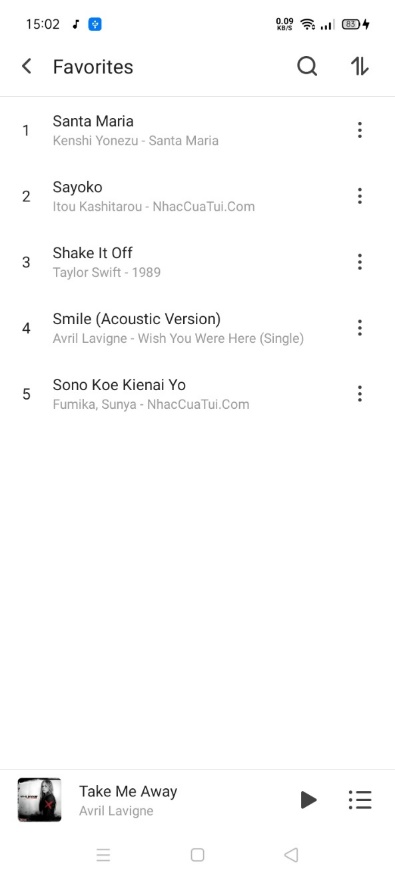 15:02
0.09
KB/S
83
Favorites
1
Santa Maria
Kenshi Yonezu - Santa Maria
2
Sayoko
Itou Kashitarou - NhacCuaTui.Com
3
Shake It Off
Taylor Swift - 1989
4
Smile (Acoustic Version)
Avril Lavigne - Wish You Were Here (Single)
5
Sono Koe Kienai Yo
Fumika, Sunya - NhacCuaTui.Com
Take Me Away
Avril Lavigne